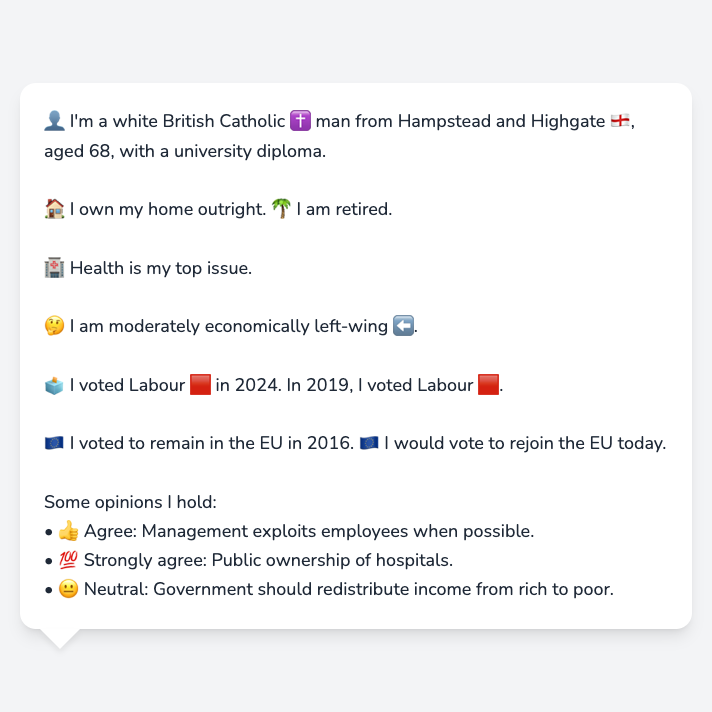 👤 I'm a white British Catholic ✝️ man from Hampstead and Highgate 🏴󠁧󠁢󠁥󠁮󠁧󠁿,
aged 68, with a university diploma.
🏠 I own my home outright. 🌴 I am retired.
🏥 Health is my top issue.
🤔 I am moderately economically left-wing ⬅️.
🗳️ I voted Labour 🟥 in 2024. In 2019, I voted Labour 🟥.
🇪🇺 I voted to remain in the EU in 2016. 🇪🇺 I would vote to rejoin the EU today.
Some opinions I hold:
• 👍 Agree: Management exploits employees when possible.
• 💯 Strongly agree: Public ownership of hospitals.
• 😐 Neutral: Government should redistribute income from rich to poor.